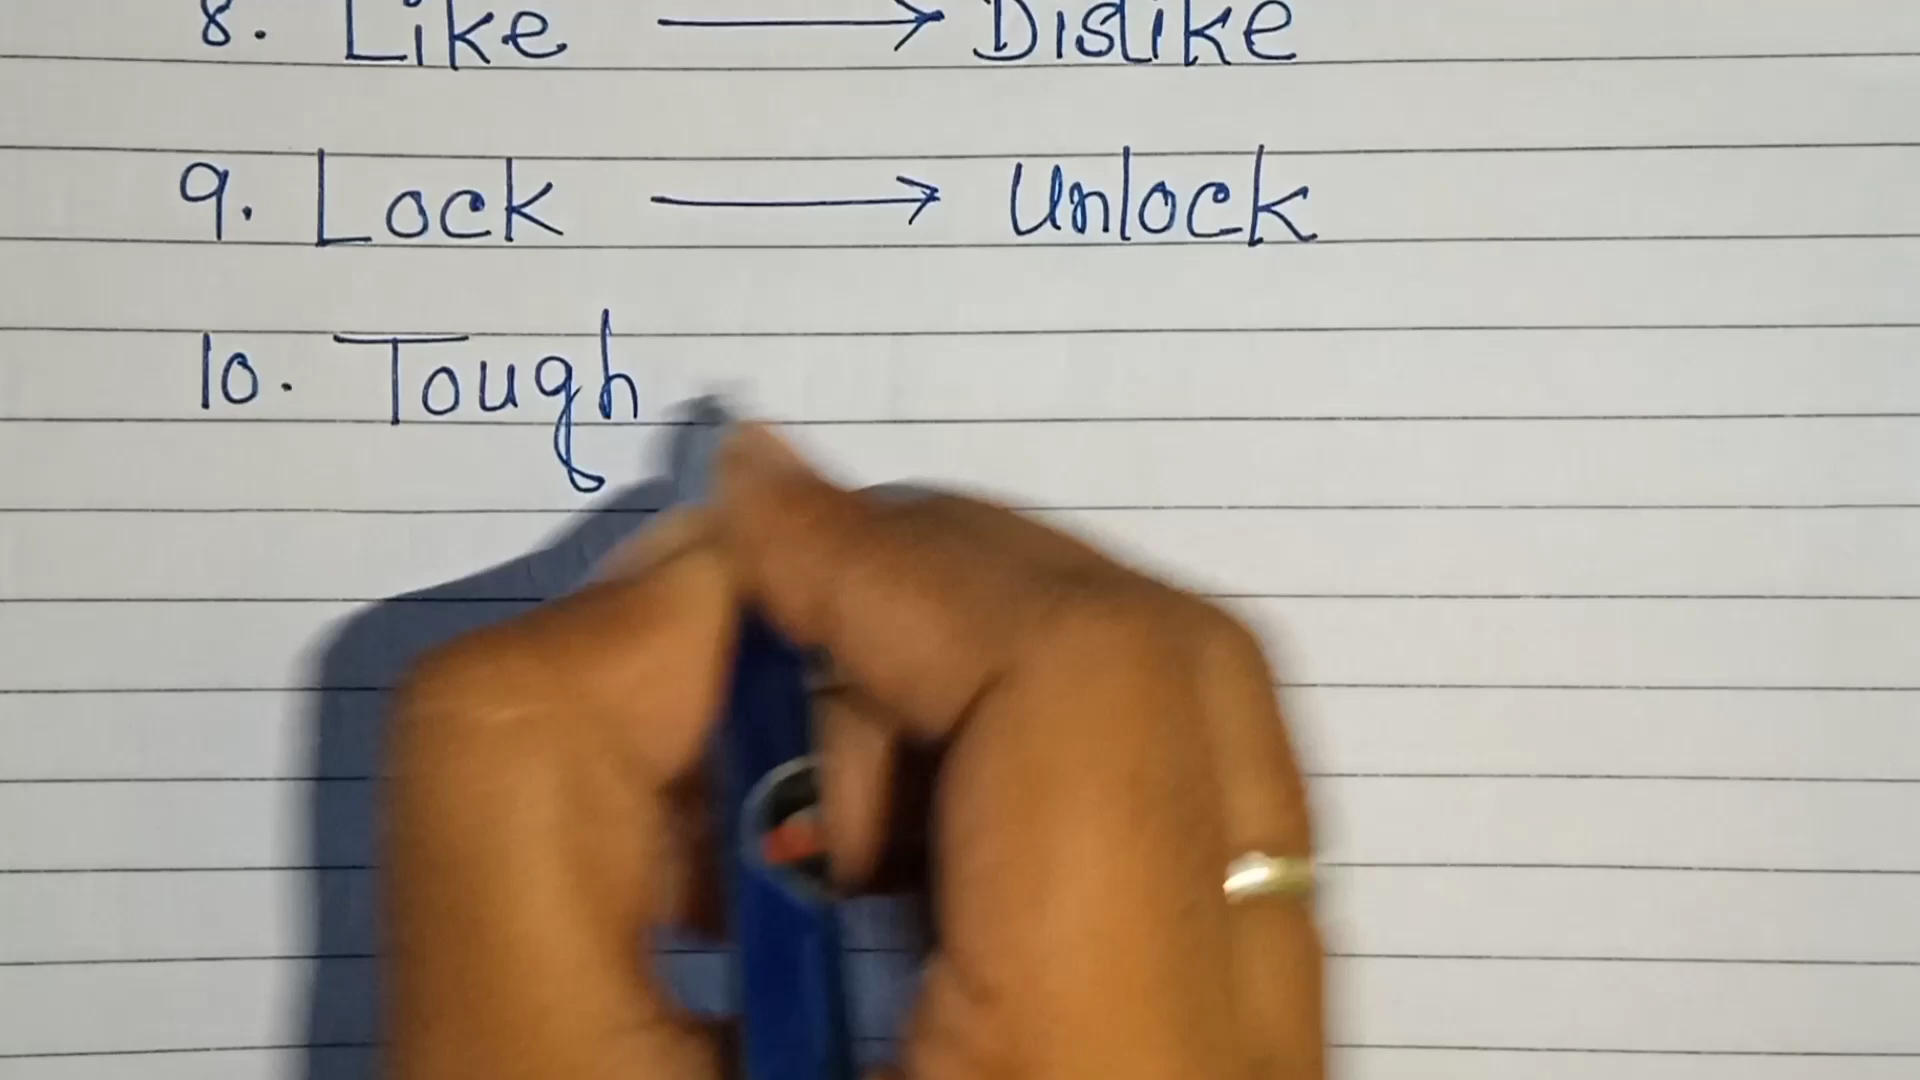 8. Like → Dislike
9. Lock → Unlock
10. Tough